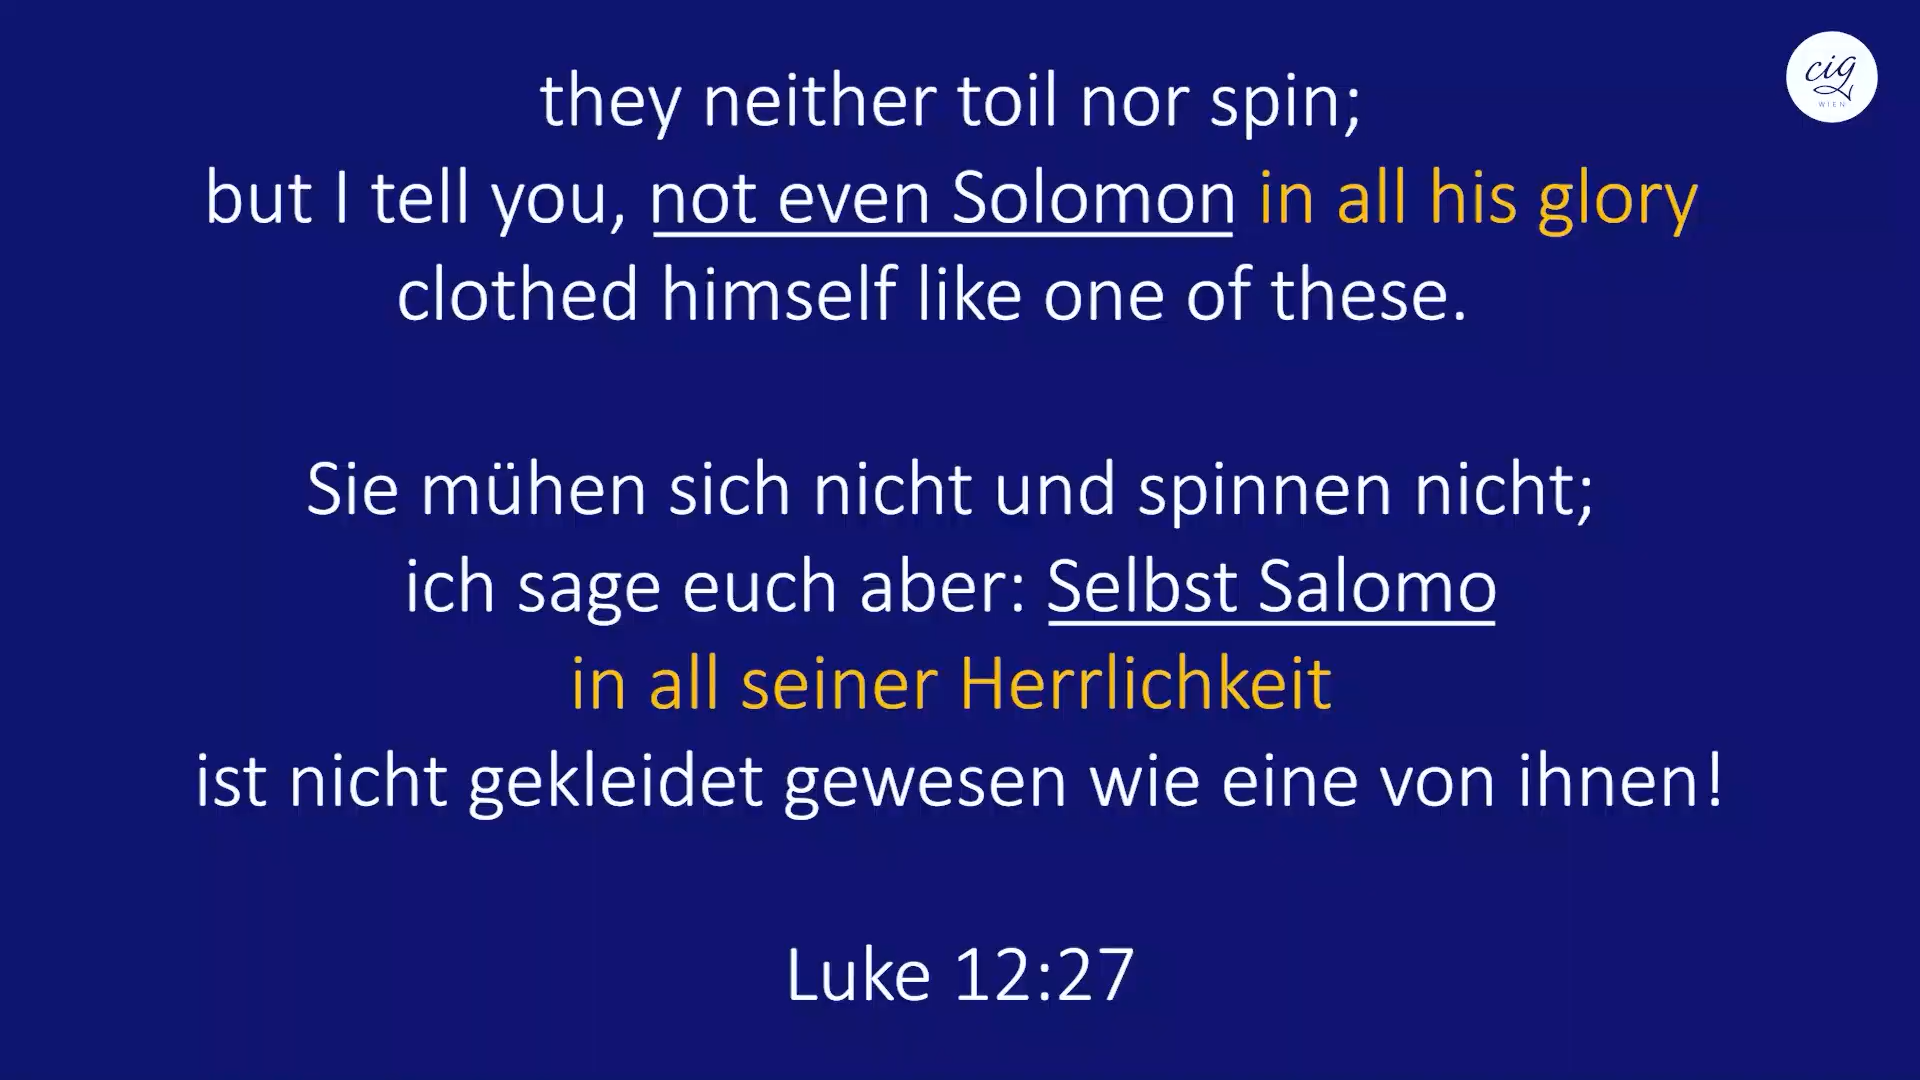 they neither toil nor spin;
but I tell you, not even Solomon in all his glory
clothed himself like one of these.
Sie mühen sich nicht und spinnen nicht;
ich sage euch aber: Selbst Salomo
in all seiner Herrlichkeit
ist nicht gekleidet gewesen wie eine von ihnen!
Luke 12:27
cig
WIEN